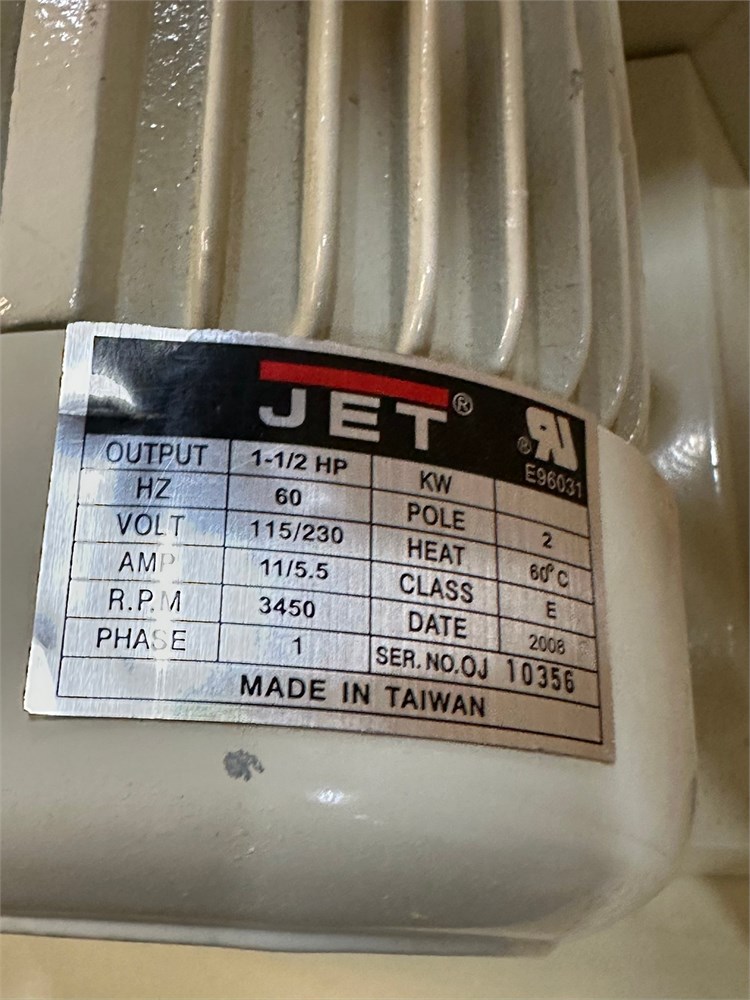 JET®
® RU
E96031
OUTPUT 1-1/2 HP KW
HZ 60 POLE 2
VOLT 115/230 HEAT 60°C
AMP 11/5.5 CLASS E
R.P.M 3450 DATE 2008
PHASE 1 SER. NO.OJ 10356
MADE IN TAIWAN